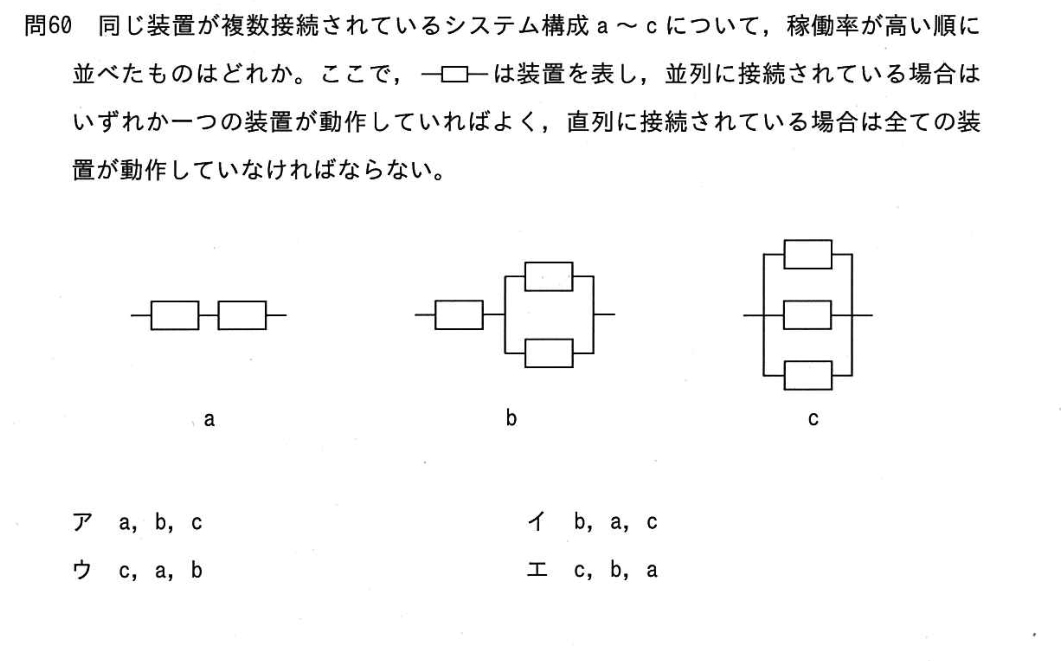 問60 同じ装置が複数接続されているシステム構成 a ～ c について，稼働率が高い順に
並べたものはどれか。ここで，は装置を表し，並列に接続されている場合は
いずれか一つの装置が動作していればよく，直列に接続されている場合は全ての装
置が動作していなければならない。
a b c
ア a，b，c イ b，a，c
ウ c，a，b エ c，b，a